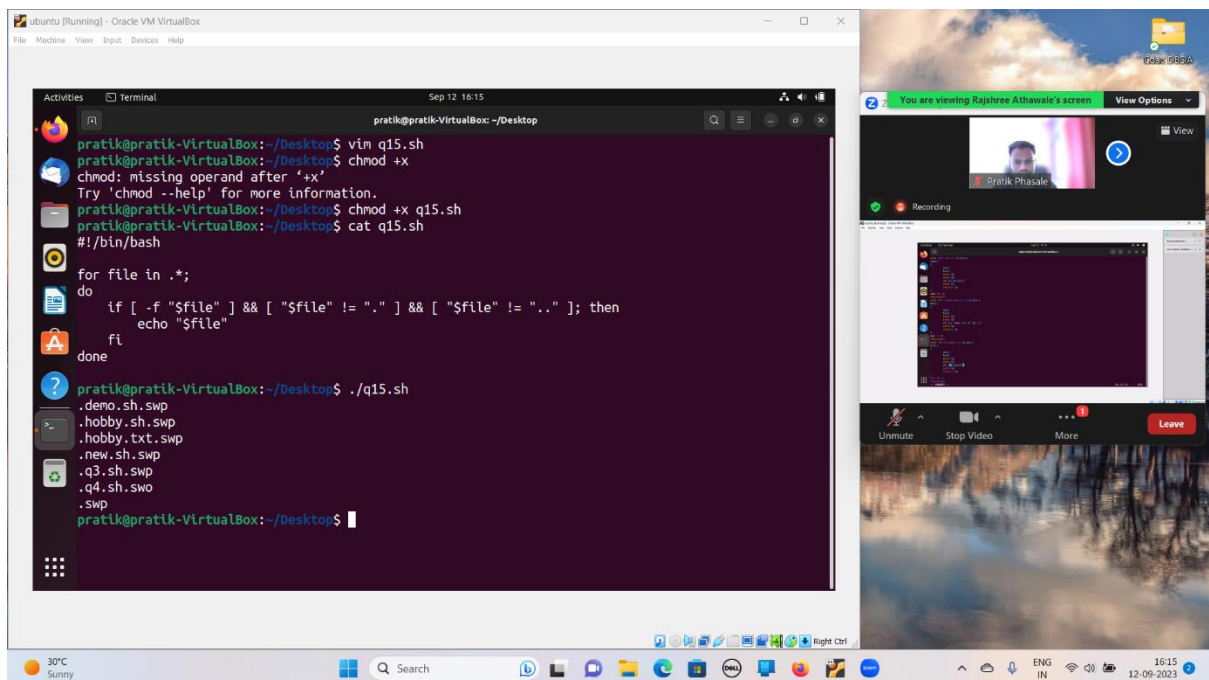 ubuntu [Running] - Oracle VM VirtualBox
File Machine View Input Devices Help
Activities Terminal Sep 12 16:15
pratik@pratik-VirtualBox: ~/Desktop
pratik@pratik-VirtualBox:~/Desktop$ vim q15.sh
pratik@pratik-VirtualBox:~/Desktop$ chmod +x
chmod: missing operand after ‘+x’
Try 'chmod --help' for more information.
pratik@pratik-VirtualBox:~/Desktop$ chmod +x q15.sh
pratik@pratik-VirtualBox:~/Desktop$ cat q15.sh
#!/bin/bash
for file in .*;
do
if [ -f "$file" ] && [ "$file" != "." ] && [ "$file" != ".." ]; then
echo "$file"
fi
done
pratik@pratik-VirtualBox:~/Desktop$ ./q15.sh
.demo.sh.swp
.hobby.sh.swp
.hobby.txt.swp
.new.sh.swp
.q3.sh.swp
.q4.sh.swo
.swp
pratik@pratik-VirtualBox:~/Desktop$
Right Ctrl
Cdac DBDA
You are viewing Rajshree Athawale's screen View Options
View
Pratik Phasale
Recording
Unmute Stop Video More 1 Leave
30°C
Sunny
Search
DELL
zoom
ENG
IN
16:15
12-09-2023
2